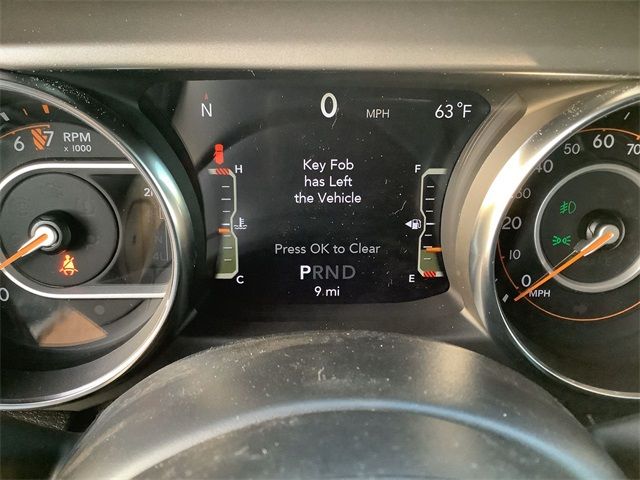 N 0 MPH 63 °F
6 7 RPM
x 1000
H
C
Key Fob
has Left
the Vehicle
Press OK to Clear
PRND
9 mi
F
E
0
20
40
50
60
70
30
10
0
MPH